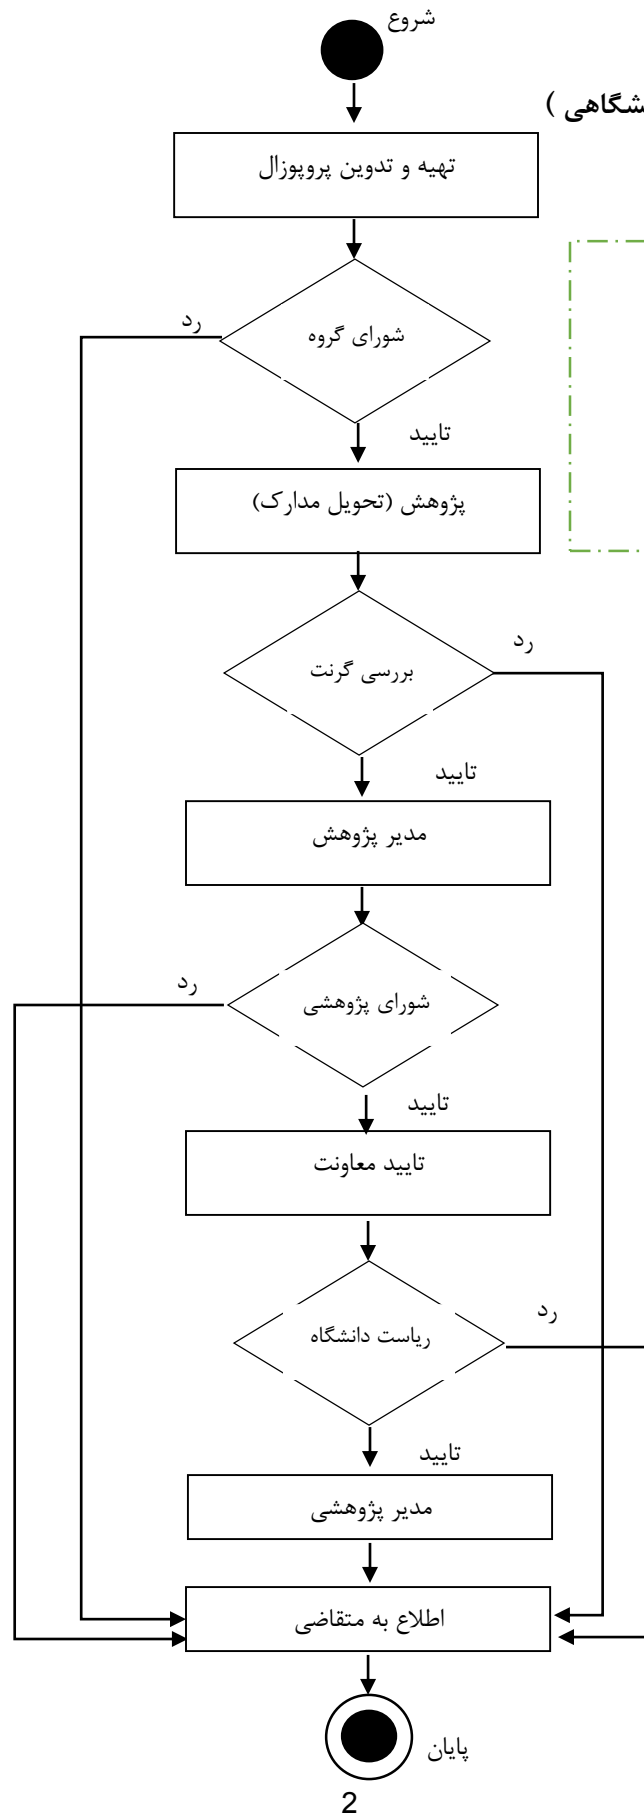 شروع
شگاهی )
تهیه و تدوین پروپوزال
رد
شورای گروه
تایید
پژوهش (تحویل مدارک)
رد
بررسی گرنت
تایید
مدیر پژوهش
رد
شورای پژوهشی
تایید
تایید معاونت
رد
ریاست دانشگاه
تایید
مدیر پژوهشی
اطلاع به متقاضی
پایان
2